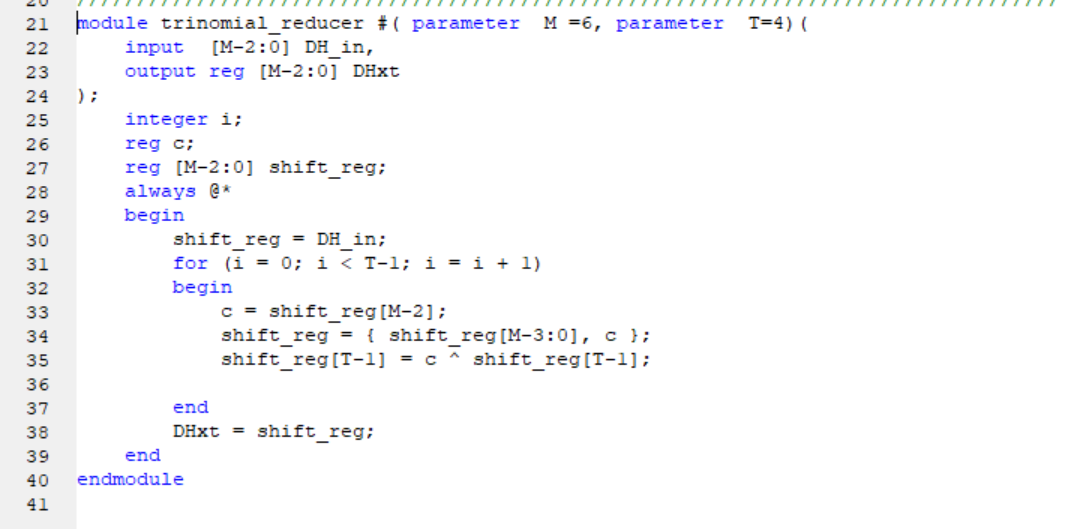 20 ////////////////////////////////////////////////////////////////////////////////
21 module trinomial_reducer #( parameter  M =6, parameter  T=4)(
22     input  [M-2:0] DH_in,
23     output reg [M-2:0] DHxt
24 );
25     integer i;
26     reg c;
27     reg [M-2:0] shift_reg;
28     always @*
29     begin
30         shift_reg = DH_in;
31         for (i = 0; i < T-1; i = i + 1)
32         begin
33             c = shift_reg[M-2];
34             shift_reg = { shift_reg[M-3:0], c };
35             shift_reg[T-1] = c ^ shift_reg[T-1];
36
37         end
38         DHxt = shift_reg;
39     end
40 endmodule
41